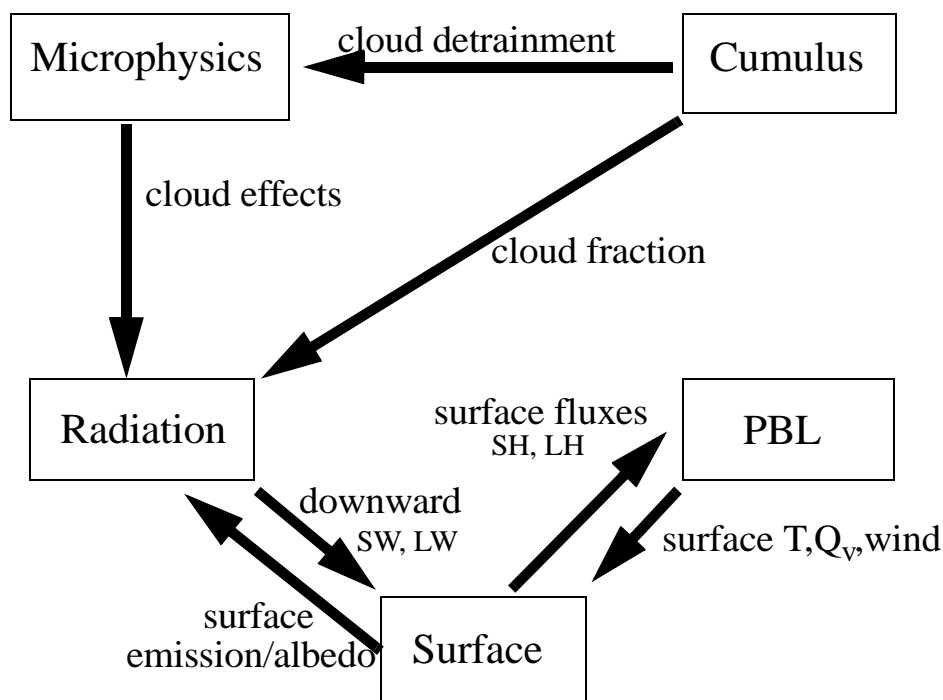 cloud detrainment
Microphysics
Cumulus
cloud effects
cloud fraction
Radiation
surface fluxes
SH, LH
PBL
downward
SW, LW
surface T,Qv,wind
surface
emission/albedo
Surface